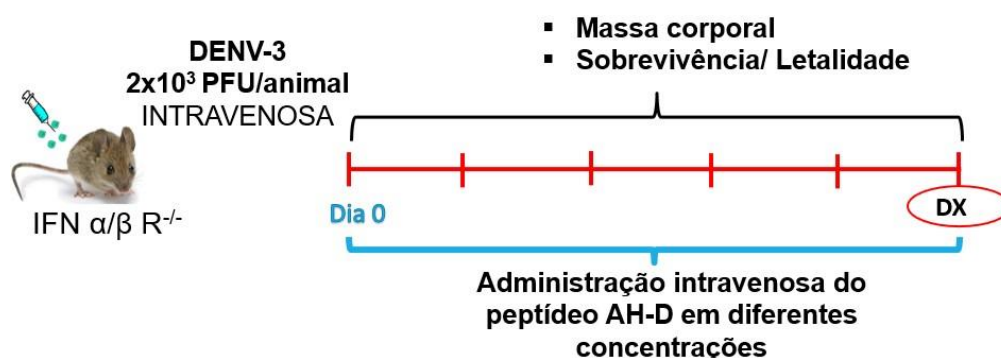 DENV-3
2x10³ PFU/animal
INTRAVENOSA
IFN α/β R⁻/⁻
▪ Massa corporal
▪ Sobrevivência/ Letalidade
Dia 0
DX
Administração intravenosa do
peptídeo AH-D em diferentes
concentrações